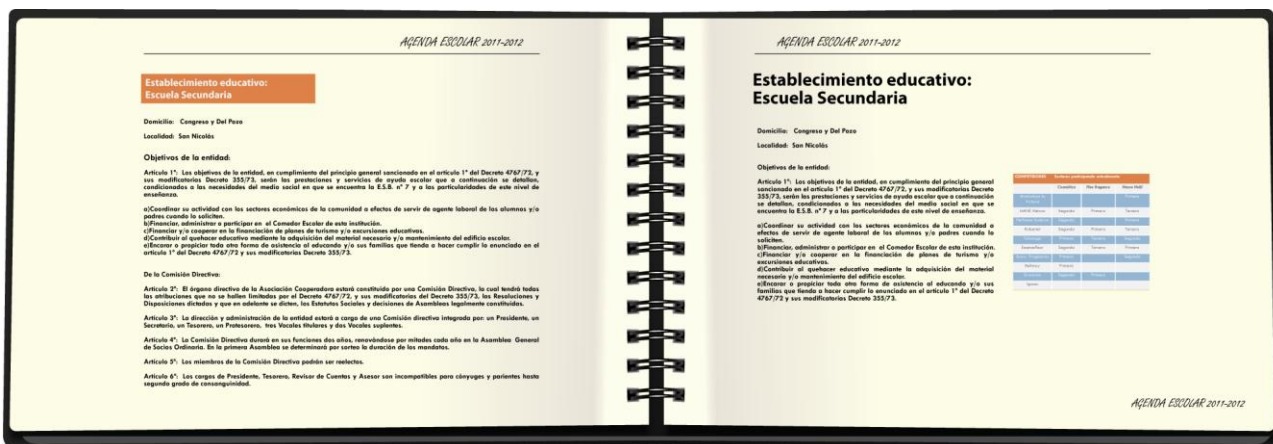 AGENDA ESCOLAR 2011-2012
Establecimiento educativo:
Escuela Secundaria
Domicilio: Congreso y Del Pozo
Localidad: San Nicolás
Objetivos de la entidad:
Artículo 1°: Los objetivos de la entidad, en cumplimiento del principio general sancionado en el artículo 1° del Decreto 4767/72, y
sus modificatorias Decreto 355/73, serán las prestaciones y servicios de ayuda escolar que a continuación se detallan,
condicionados a las necesidades del medio social en que se encuentra la E.S.B. n° 7 y a las particularidades de este nivel de
enseñanza.
a)Coordinar su actividad con los sectores económicos de la comunidad a efectos de servir de agente laboral de los alumnos y/o
padres cuando lo soliciten.
b)Financiar, administrar o participar en el Comedor Escolar de esta institución.
c)Financiar y/o cooperar en la financiación de planes de turismo y/o excursiones educativas.
d)Contribuir al quehacer educativo mediante la adquisición del material necesario y/o mantenimiento del edificio escolar.
e)Encarar o propiciar toda otra forma de asistencia al educando y/o sus familias que tienda a hacer cumplir lo enunciado en el
artículo 1° del Decreto 4767/72 y sus modificatorias Decreto 355/73.
De la Comisión Directiva:
Artículo 2°: El órgano directivo de la Asociación Cooperadora estará constituido por una Comisión Directiva, la cual tendrá todas
las atribuciones que no se hallen limitadas por el Decreto 4767/72, y sus modificatorias del Decreto 355/73, las Resoluciones y
Disposiciones dictadas y que en adelante se dicten, los Estatutos Sociales y decisiones de Asambleas legalmente constituidas.
Artículo 3°: La dirección y administración de la entidad estará a cargo de una Comisión directiva integrada por: un Presidente, un
Secretario, un Tesorero, un Protesorero, tres Vocales titulares y dos Vocales suplentes.
Artículo 4°: La Comisión Directiva durará en sus funciones dos años, renovándose por mitades cada año en la Asamblea General
de Socios Ordinaria. En la primera Asamblea se determinará por sorteo la duración de los mandatos.
Artículo 5°: Los miembros de la Comisión Directiva podrán ser reelectos.
Artículo 6°: Los cargos de Presidente, Tesorero, Revisor de Cuentas y Asesor son incompatibles para cónyuges y parientes hasta
segundo grado de consanguinidad.
AGENDA ESCOLAR 2011-2012
Establecimiento educativo:
Escuela Secundaria
Domicilio: Congreso y Del Pozo
Localidad: San Nicolás
Objetivos de la entidad:
Artículo 1°: Los objetivos de la entidad, en cumplimiento del principio general
sancionado en el artículo 1° del Decreto 4767/72, y sus modificatorias Decreto
355/73, serán las prestaciones y servicios de ayuda escolar que a continuación
se detallan, condicionados a las necesidades del medio social en que se
encuentra la E.S.B. n° 7 y a las particularidades de este nivel de enseñanza.
a)Coordinar su actividad con los sectores económicos de la comunidad a
efectos de servir de agente laboral de los alumnos y/o padres cuando lo
soliciten.
b)Financiar, administrar o participar en el Comedor Escolar de esta institución.
c)Financiar y/o cooperar en la financiación de planes de turismo y/o
excursiones educativas.
d)Contribuir al quehacer educativo mediante la adquisición del material
necesario y/o mantenimiento del edificio escolar.
e)Encarar o propiciar toda otra forma de asistencia al educando y/o sus
familias que tienda a hacer cumplir lo enunciado en el artículo 1° del Decreto
4767/72 y sus modificatorias Decreto 355/73.
Segundo Primero Tercero
Segundo Primero Tercero
Segundo Tercero Primero
Primero
AGENDA ESCOLAR 2011-2012